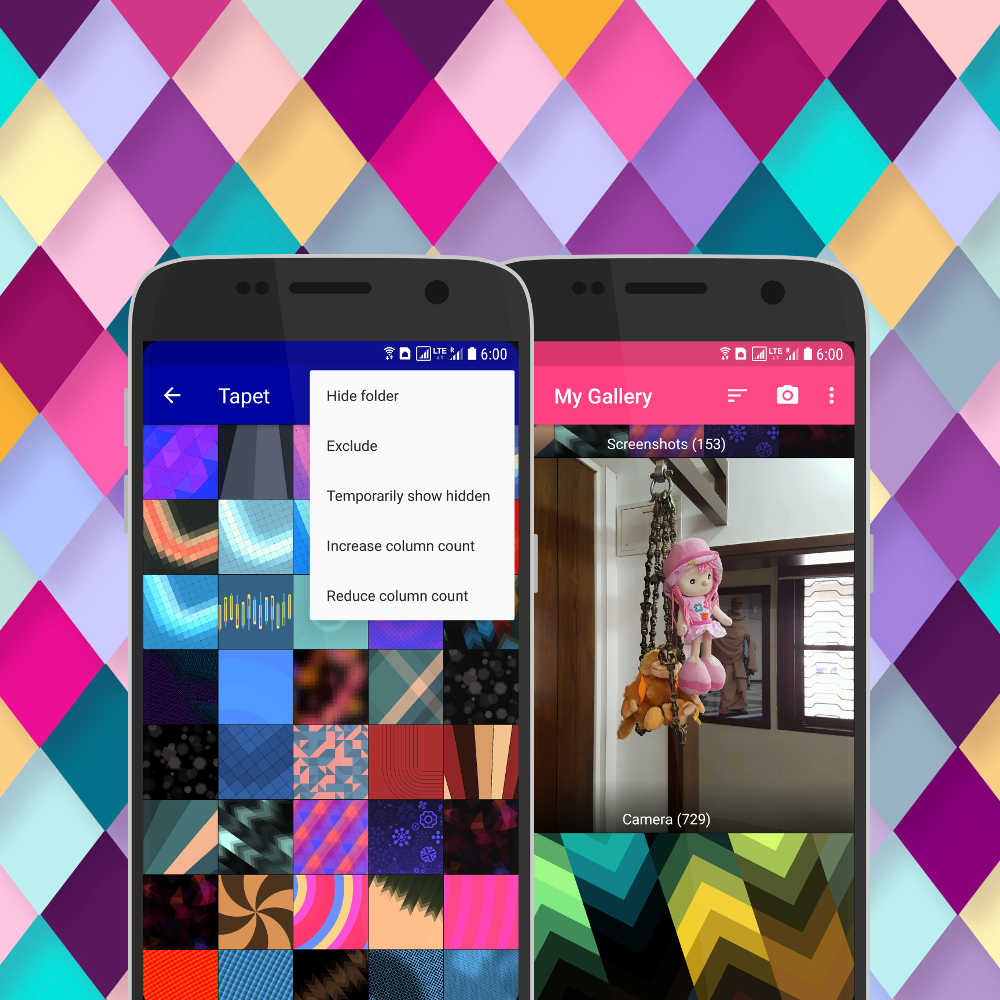 LTE
6:00
Tapet
Hide folder
Exclude
Temporarily show hidden
Increase column count
Reduce column count
LTE
6:00
My Gallery
Screenshots (153)
Camera (729)